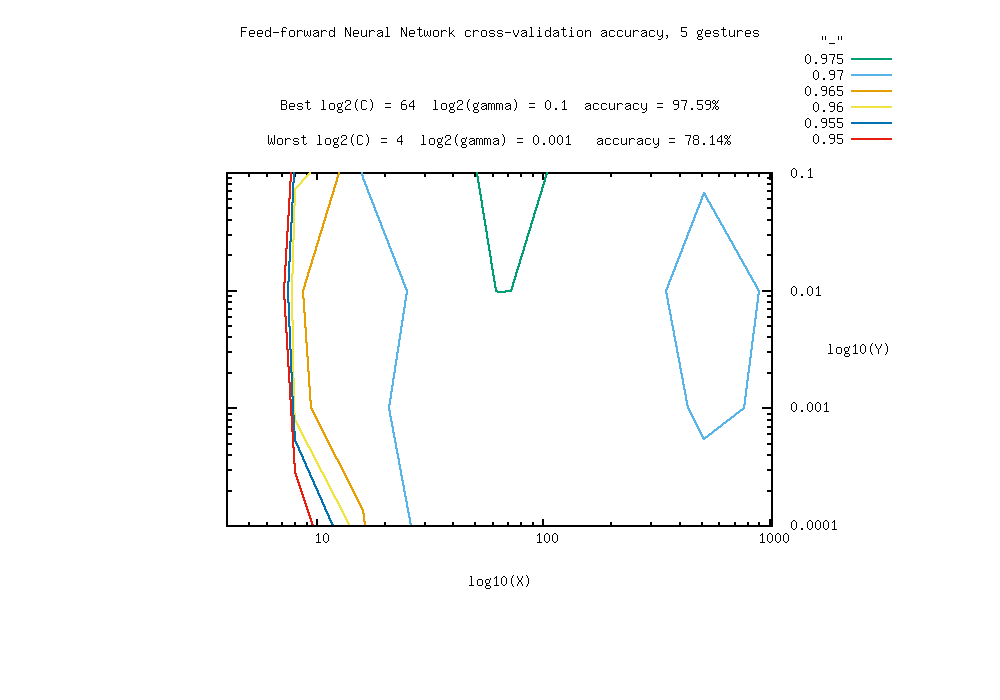 Feed-forward Neural Network cross-validation accuracy, 5 gestures
"_"
0.975
0.97
0.965
0.96
0.955
0.95
Best log2(C) = 64 log2(gamma) = 0.1 accuracy = 97.59%
Worst log2(C) = 4 log2(gamma) = 0.001 accuracy = 78.14%
0.1
0.01
log10(Y)
0.001
0.0001
10
100
1000
log10(X)